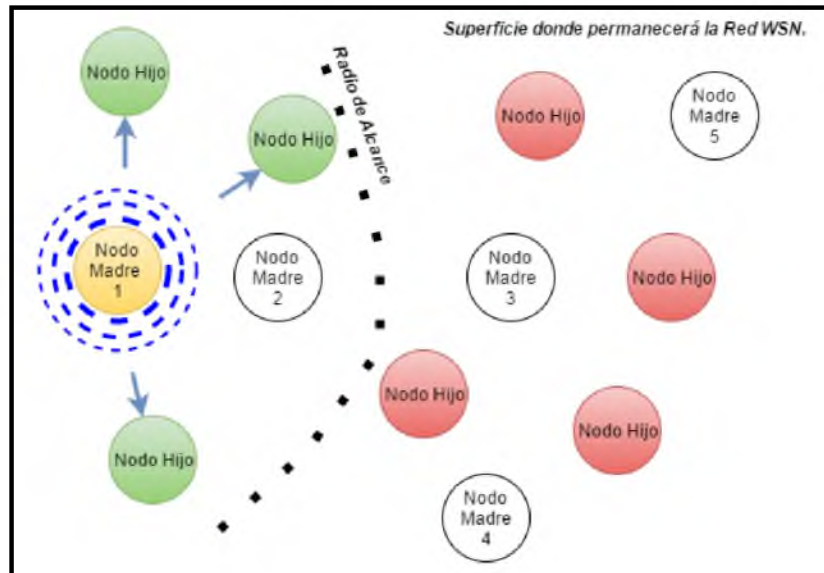 Superficie donde permanecerá la Red WSN.
Nodo Hijo
Radio de Alcance
Nodo Hijo
Nodo Hijo
Nodo
Madre
5
Nodo
Madre
1
Nodo
Madre
2
Nodo
Madre
3
Nodo Hijo
Nodo Hijo
Nodo Hijo
Nodo Hijo
Nodo
Madre
4